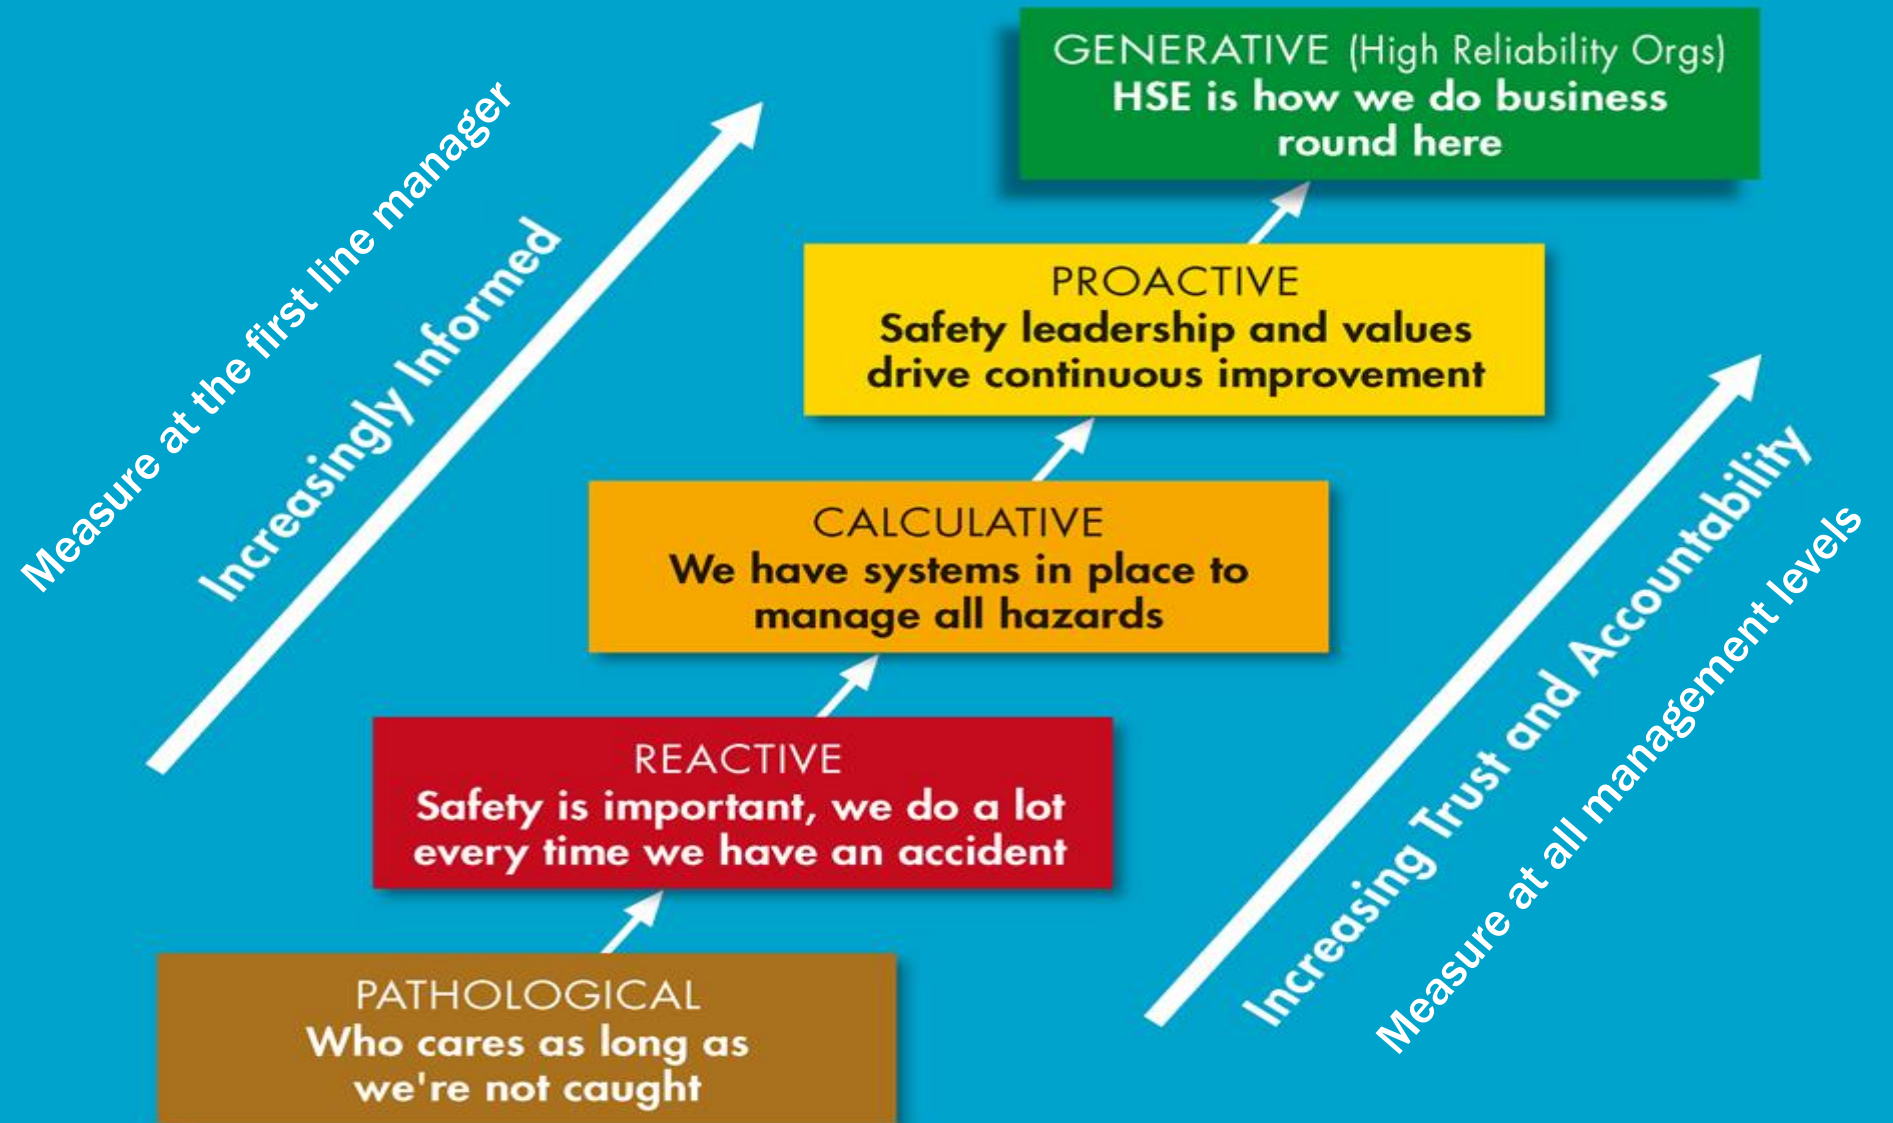 GENERATIVE (High Reliability Orgs)
HSE is how we do business
round here
PROACTIVE
Safety leadership and values
drive continuous improvement
CALCULATIVE
We have systems in place to
manage all hazards
REACTIVE
Safety is important, we do a lot
every time we have an accident
PATHOLOGICAL
Who cares as long as
we're not caught
Measure at the first line manager
Increasingly Informed
Increasing Trust and Accountability
Measure at all management levels